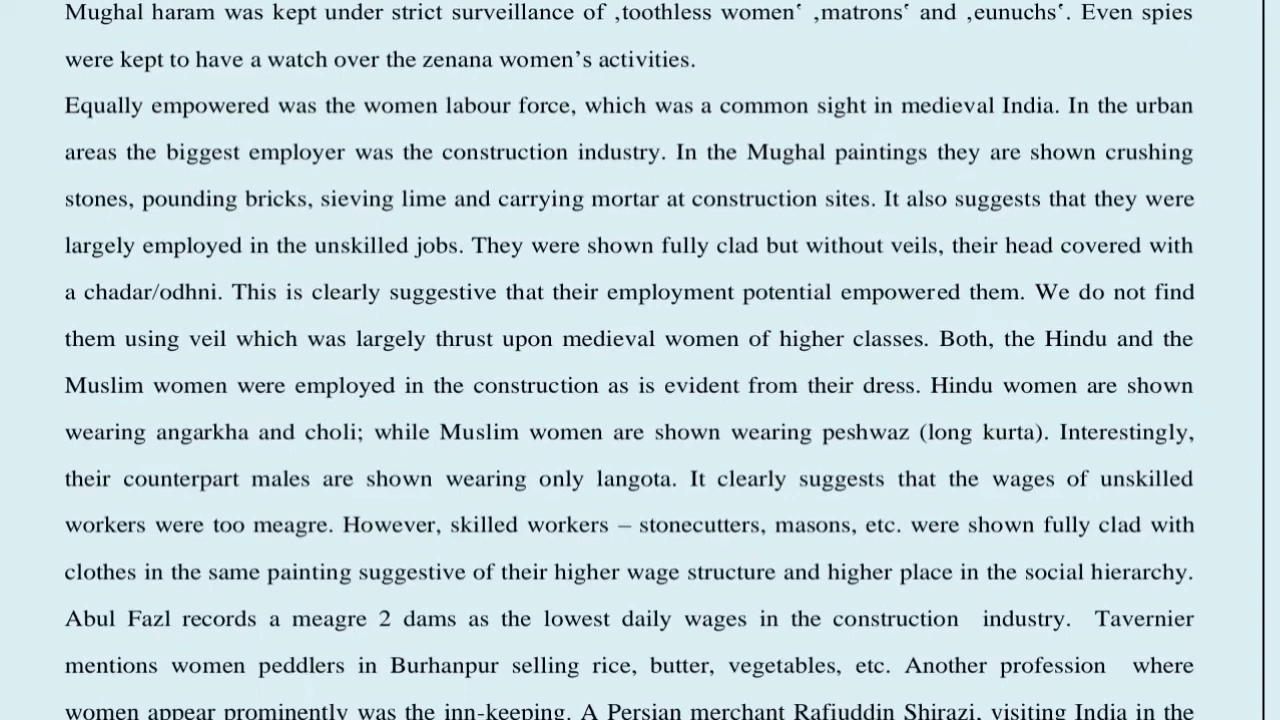 Mughal haram was kept under strict surveillance of ‚toothless women‛ ‚matrons‛ and ‚eunuchs‛. Even spies
were kept to have a watch over the zenana women’s activities.
Equally empowered was the women labour force, which was a common sight in medieval India. In the urban
areas the biggest employer was the construction industry. In the Mughal paintings they are shown crushing
stones, pounding bricks, sieving lime and carrying mortar at construction sites. It also suggests that they were
largely employed in the unskilled jobs. They were shown fully clad but without veils, their head covered with
a chadar/odhni. This is clearly suggestive that their employment potential empowered them. We do not find
them using veil which was largely thrust upon medieval women of higher classes. Both, the Hindu and the
Muslim women were employed in the construction as is evident from their dress. Hindu women are shown
wearing angarkha and choli; while Muslim women are shown wearing peshwaz (long kurta). Interestingly,
their counterpart males are shown wearing only langota. It clearly suggests that the wages of unskilled
workers were too meagre. However, skilled workers – stonecutters, masons, etc. were shown fully clad with
clothes in the same painting suggestive of their higher wage structure and higher place in the social hierarchy.
Abul Fazl records a meagre 2 dams as the lowest daily wages in the construction industry. Tavernier
mentions women peddlers in Burhanpur selling rice, butter, vegetables, etc. Another profession where
women appear prominently was the inn-keeping. A Persian merchant Rafiuddin Shirazi, visiting India in the